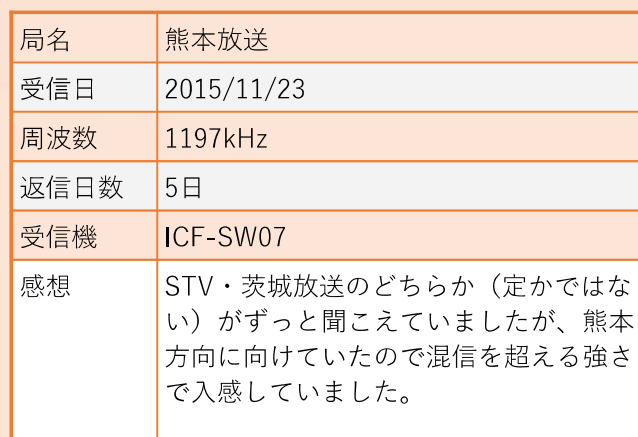 局名 熊本放送
受信日 2015/11/23
周波数 1197kHz
返信日数 5日
受信機 ICF-SW07
感想 STV・茨城放送のどちらか（定かではな
い）がずっと聞こえていましたが、熊本
方向に向けていたので混信を超える強さ
で入感していました。